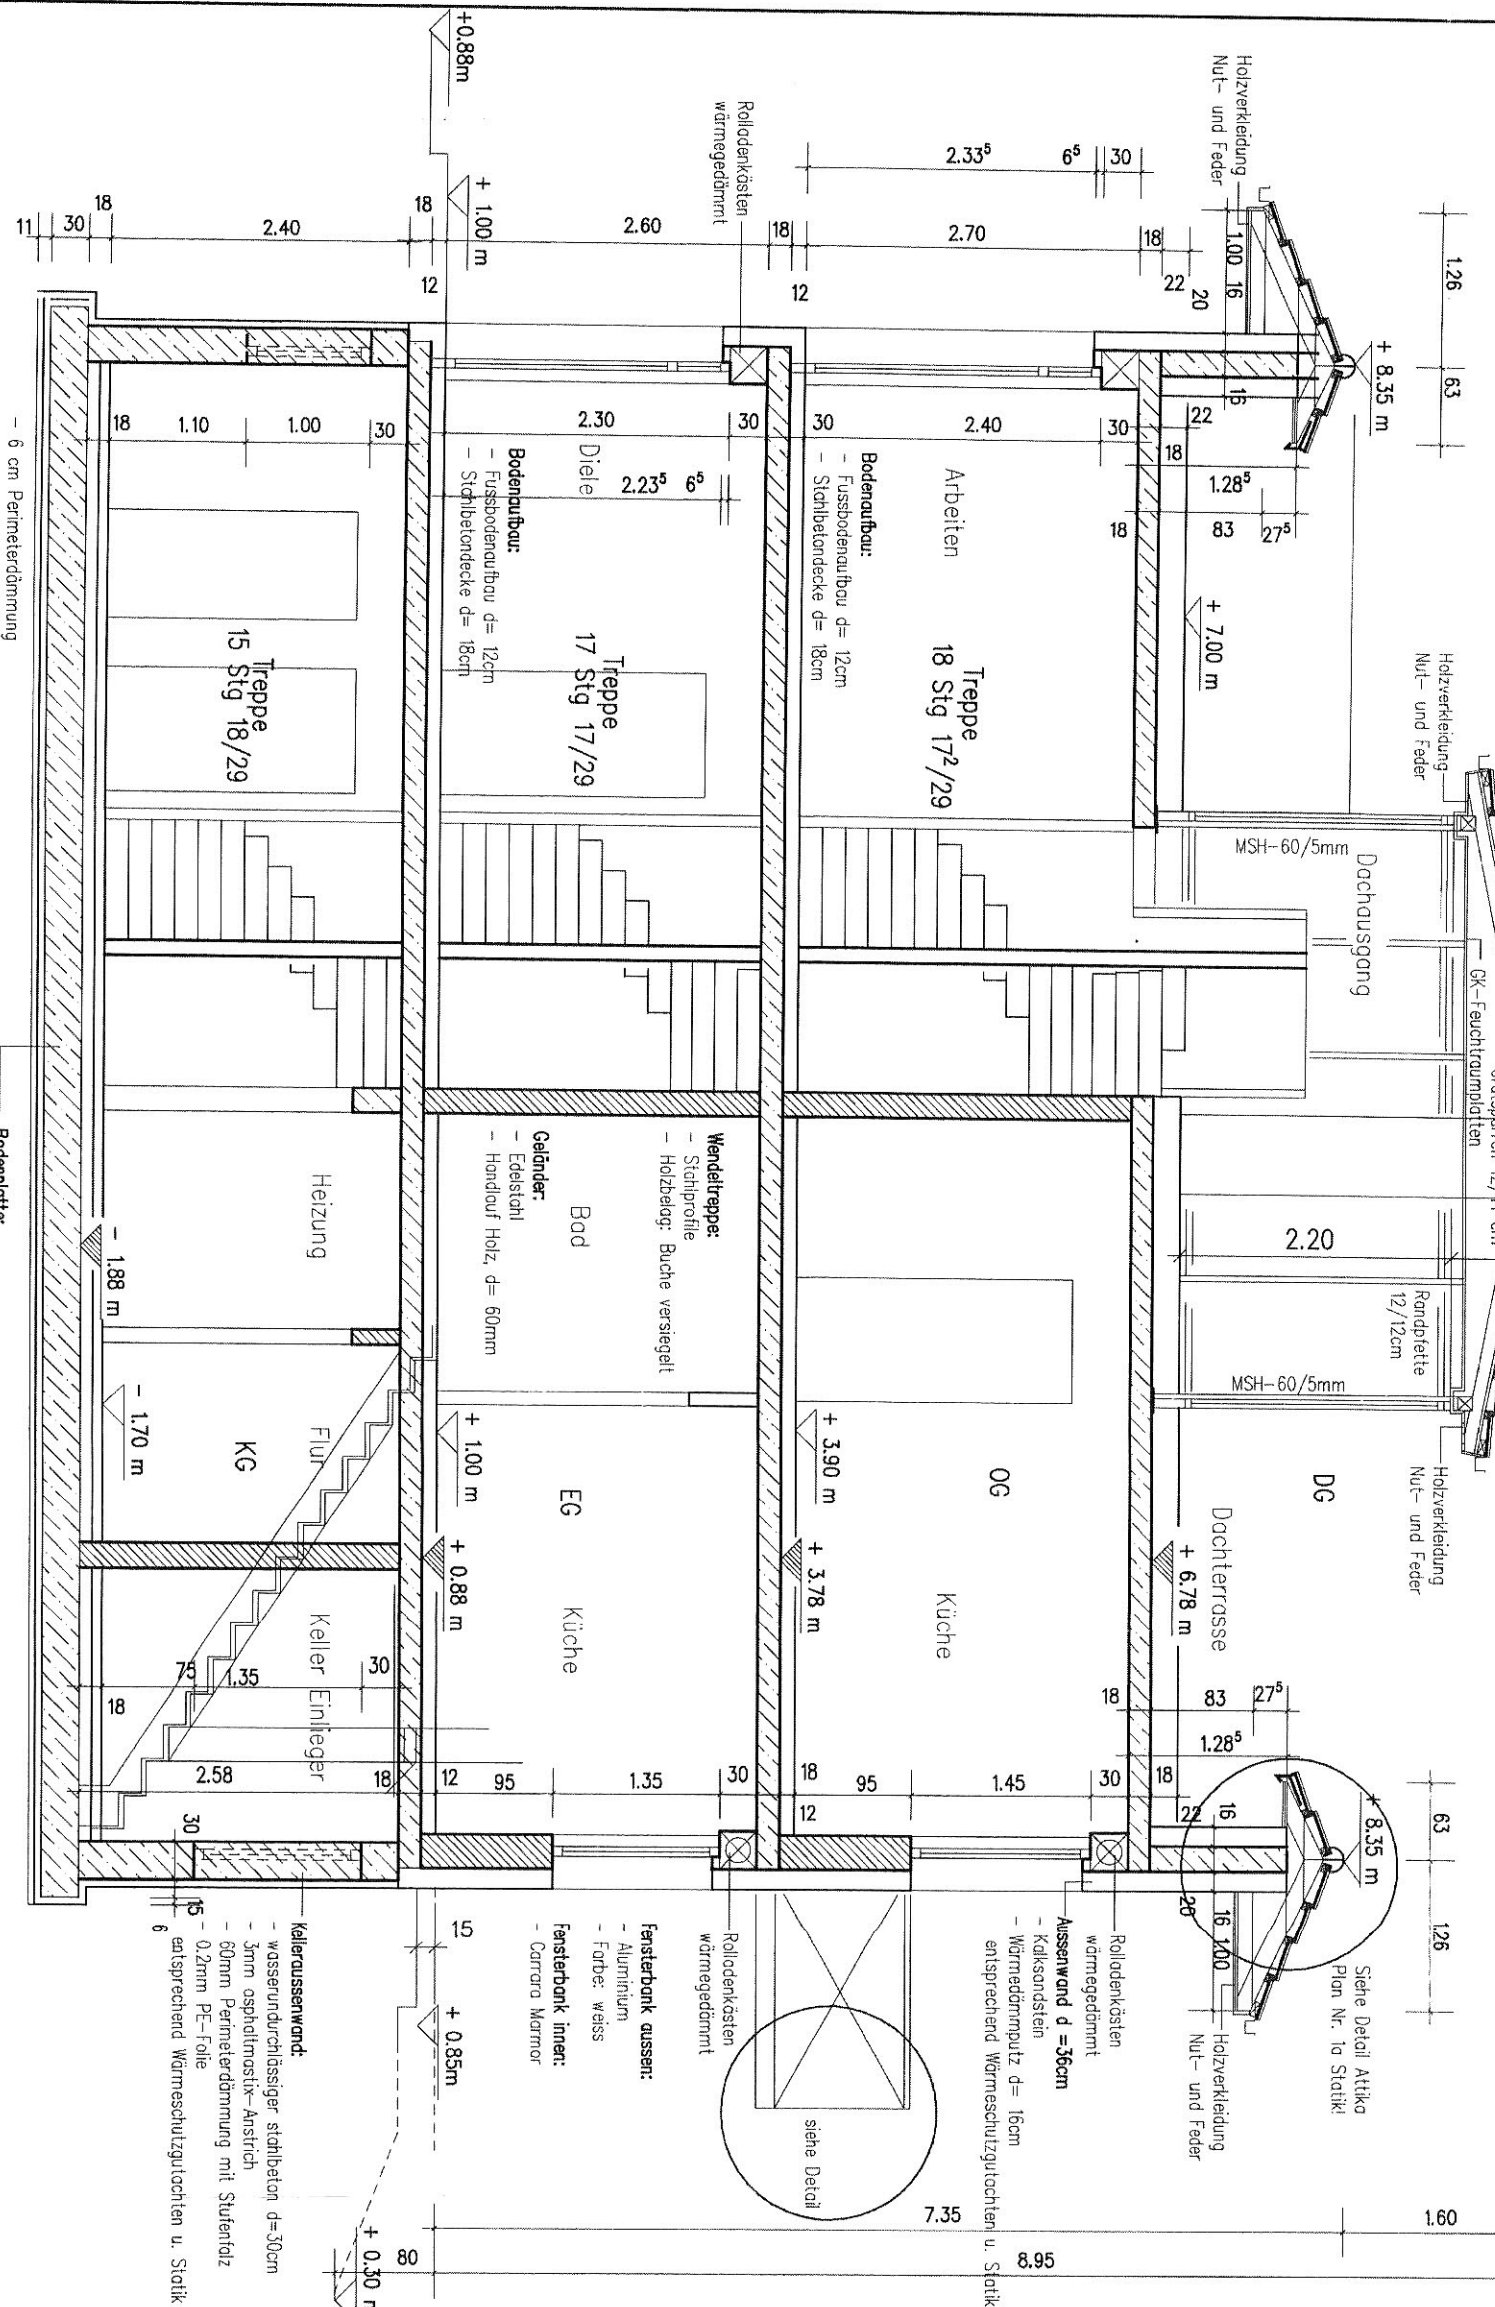 Holzverkleidung
Nut- und Feder
1.26
63
+ 8.35 m
1.00
16
16
20
22
2.33⁵
6⁵
30
Rolladenkästen
wärmegedämmt
+0.88m
+ 1.00 m
11
30
18
2.40
18
2.60
18
2.70
18
12
12
22
18
1.28⁵
83
27⁵
18
+ 7.00 m
18
1.10
1.00
30
2.30
30
30
2.40
30
2.23⁵
6⁵
Arbeiten
Treppe
18 Stg 17²/29
Bodenaufbau:
- Fussbodenaufbau d= 12cm
- Stahlbetondecke d= 18cm
Diele
Treppe
17 Stg 17/29
Bodenaufbau:
- Fussbodenaufbau d= 12cm
- Stahlbetondecke d= 18cm
Treppe
15 Stg 18/29
- 6 cm Perimeterdämmung
Holzverkleidung
Nut- und Feder
MSH-60/5mm
Dachausgang
GK-Feuchtraumplatten
2.20
Randpfette
12/12cm
MSH-60/5mm
Holzverkleidung
Nut- und Feder
DG
Dachterrasse
+ 6.78 m
Wendeltreppe:
- Stahlprofile
- Holzbelag: Buche versiegelt
Bad
Geländer:
- Edelstahl
- Handlauf Holz, d= 60mm
Heizung
- 1.88 m
Bodenplatte:
OG
+ 3.90 m
+ 3.78 m
Küche
EG
+ 1.00 m
+ 0.88 m
Küche
Flur
KG
- 1.70 m
Keller Einlieger
75
1.35
30
18
2.58
18
12
95
1.35
30
18
12
95
1.45
30
18
18
83
27⁵
1.28⁵
22
16
+ 8.35 m
63
1.26
20
16
1.00
30
15
6
Siehe Detail Attika
Plan Nr. 1a Statik!
Holzverkleidung
Nut- und Feder
Rolladenkästen
wärmegedämmt
Aussenwand d =36cm
- Kalksandstein
- Wärmedämmputz d= 16cm
entsprechend Wärmeschutzgutachten u. Statik
siehe Detail
Rolladenkästen
wärmegedämmt
Fensterbank aussen:
- Aluminium
- Farbe: weiss
Fensterbank innen:
- Carrara Marmor
15
+ 0.85m
Kelleraussenwand:
- wasserundurchlässiger stahlbeton d=30cm
- 3mm asphaltmastix-Anstrich
- 60mm Perimeterdämmung mit Stufenfalz
- 0.2mm PE-Folie
entsprechend Wärmeschutzgutachten u. Statik
+ 0.30 m
80
7.35
1.60
8.95